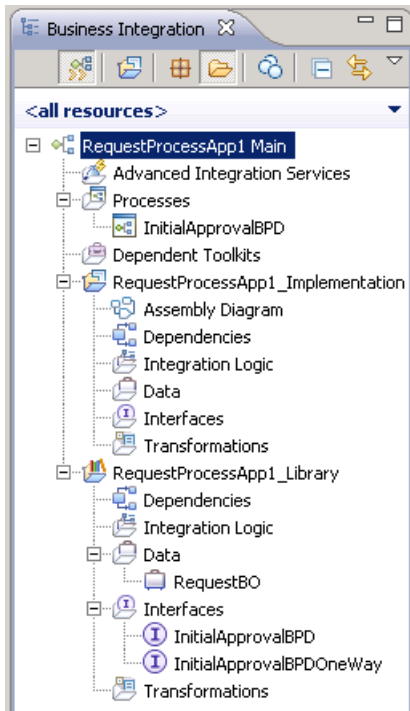 Business Integration
<all resources>
RequestProcessApp1 Main
Advanced Integration Services
Processes
InitialApprovalBPD
Dependent Toolkits
RequestProcessApp1_Implementation
Assembly Diagram
Dependencies
Integration Logic
Data
Interfaces
Transformations
RequestProcessApp1_Library
Dependencies
Integration Logic
Data
RequestBO
Interfaces
InitialApprovalBPD
InitialApprovalBPDOneWay
Transformations